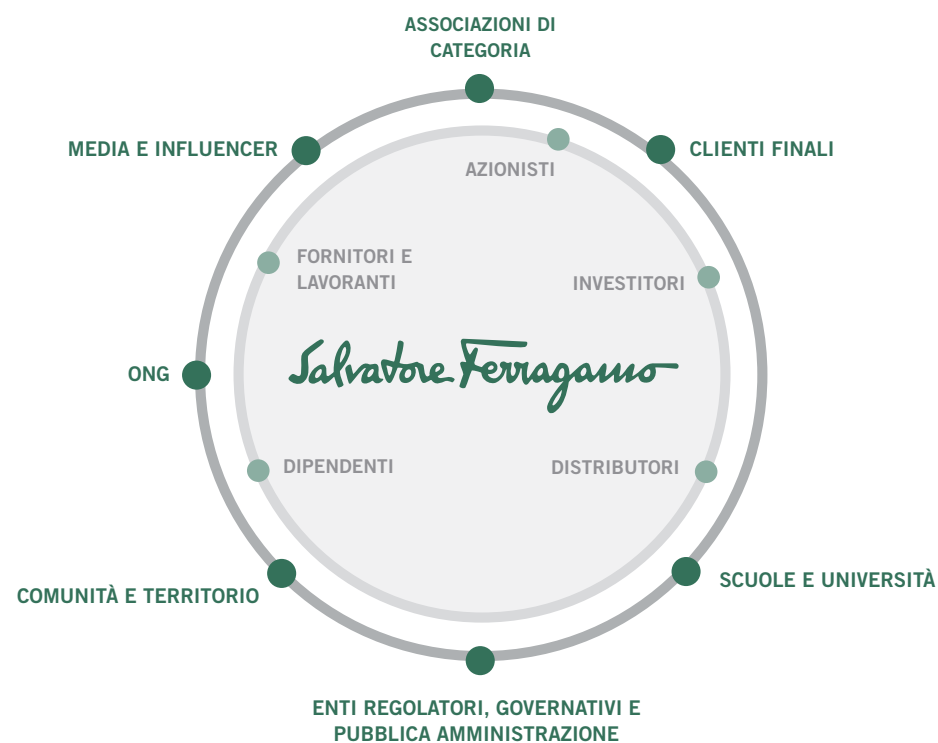 ASSOCIAZIONI DI
CATEGORIA
MEDIA E INFLUENCER
CLIENTI FINALI
AZIONISTI
FORNITORI E
LAVORANTI
INVESTITORI
Salvatore Ferragamo
ONG
DIPENDENTI
DISTRIBUTORI
SCUOLE E UNIVERSITÀ
COMUNITÀ E TERRITORIO
ENTI REGOLATORI, GOVERNATIVI E
PUBBLICA AMMINISTRAZIONE